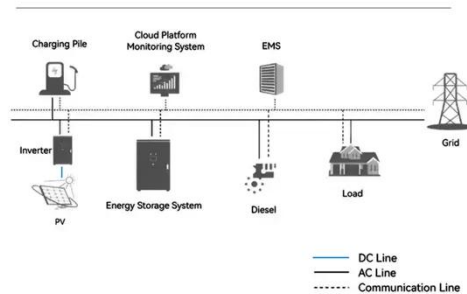 Charging Pile
Cloud Platform
Monitoring System
EMS
Grid
Inverter
PV
Energy Storage System
Diesel
Load
DC Line
AC Line
Communication Line